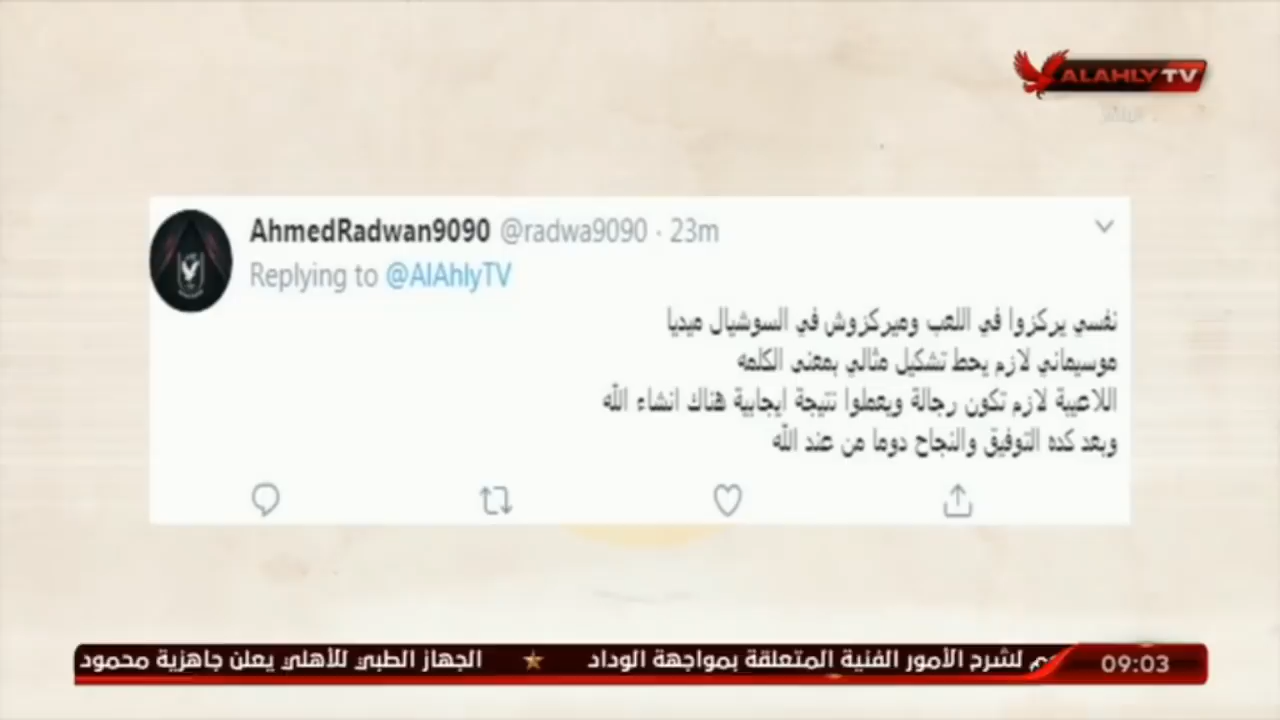 ALAHLY TV
AhmedRadwan9090 @radwa9090 · 23m
Replying to @AlAhlyTV
نفسي يركزوا في اللعب وميركزوش في السوشيال ميديا
موسيماني لازم يحط تشكيل مثالي بمعنى الكلمه
اللاعيبة لازم تكون رجالة ويعملوا نتيجة ايجابية هناك انشاء الله
وبعد كده التوفيق والنجاح دوما من عند الله
لشرح الأمور الفنية المتعلقة بمواجهة الوداد ★ الجهاز الطبي للأهلي يعلن جاهزية محمود
09:03